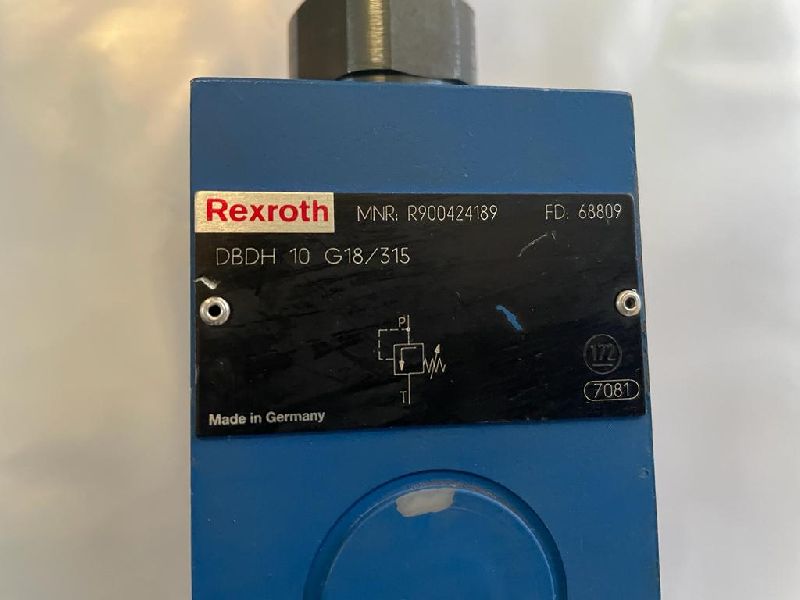 Rexroth MNR: R900424189 FD: 68809
DBDH 10 G18/315
P
T
172
7081
Made in Germany